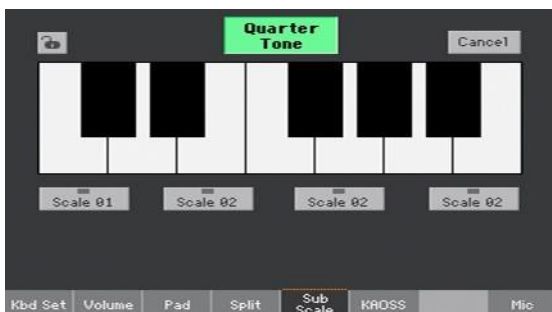 Quarter
Tone
Cancel
Scale 01
Scale 02
Scale 02
Scale 02
Kbd Set
Volume
Pad
Split
Sub
Scale
KAOSS
Mic